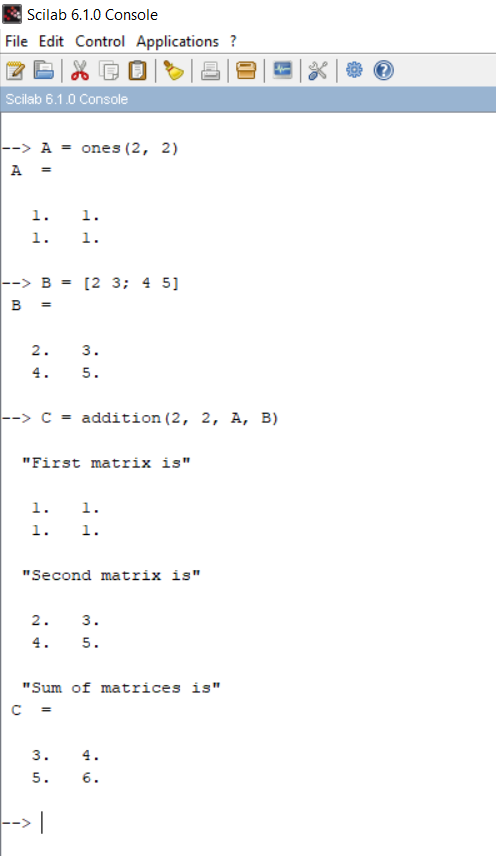 Scilab 6.1.0 Console
File Edit Control Applications ?
Scilab 6.1.0 Console
--> A = ones(2, 2)
A =
1. 1.
1. 1.
--> B = [2 3; 4 5]
B =
2. 3.
4. 5.
--> C = addition(2, 2, A, B)
"First matrix is"
1. 1.
1. 1.
"Second matrix is"
2. 3.
4. 5.
"Sum of matrices is"
C =
3. 4.
5. 6.
-->